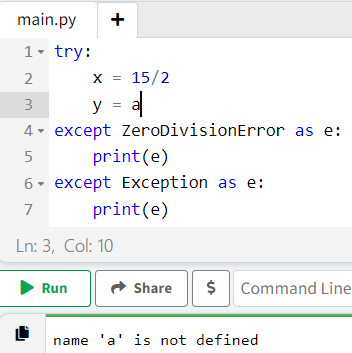 main.py +
1 try:
2 x = 15/2
3 y = a
4 except ZeroDivisionError as e:
5 print(e)
6 except Exception as e:
7 print(e)
Ln: 3, Col: 10
Run Share $ Command Line
name 'a' is not defined